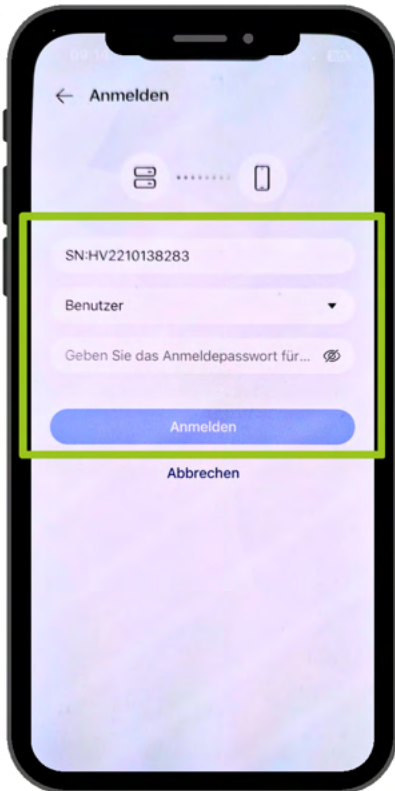 Anmelden
SN:HV2210138283
Benutzer
Geben Sie das Anmeldepasswort für...
Anmelden
Abbrechen